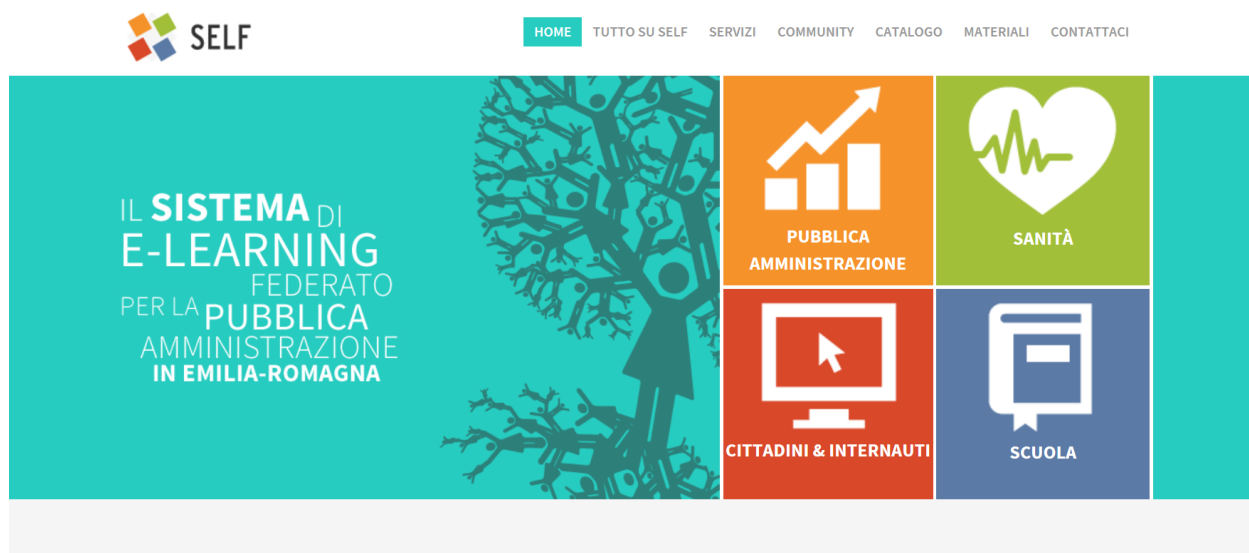 SELF
HOME TUTTO SU SELF SERVIZI COMMUNITY CATALOGO MATERIALI CONTATTACI
IL SISTEMA DI
E-LEARNING
FEDERATO
PER LA PUBBLICA
AMMINISTRAZIONE
IN EMILIA-ROMAGNA
PUBBLICA
AMMINISTRAZIONE
SANITÀ
CITTADINI & INTERNAUTI
SCUOLA